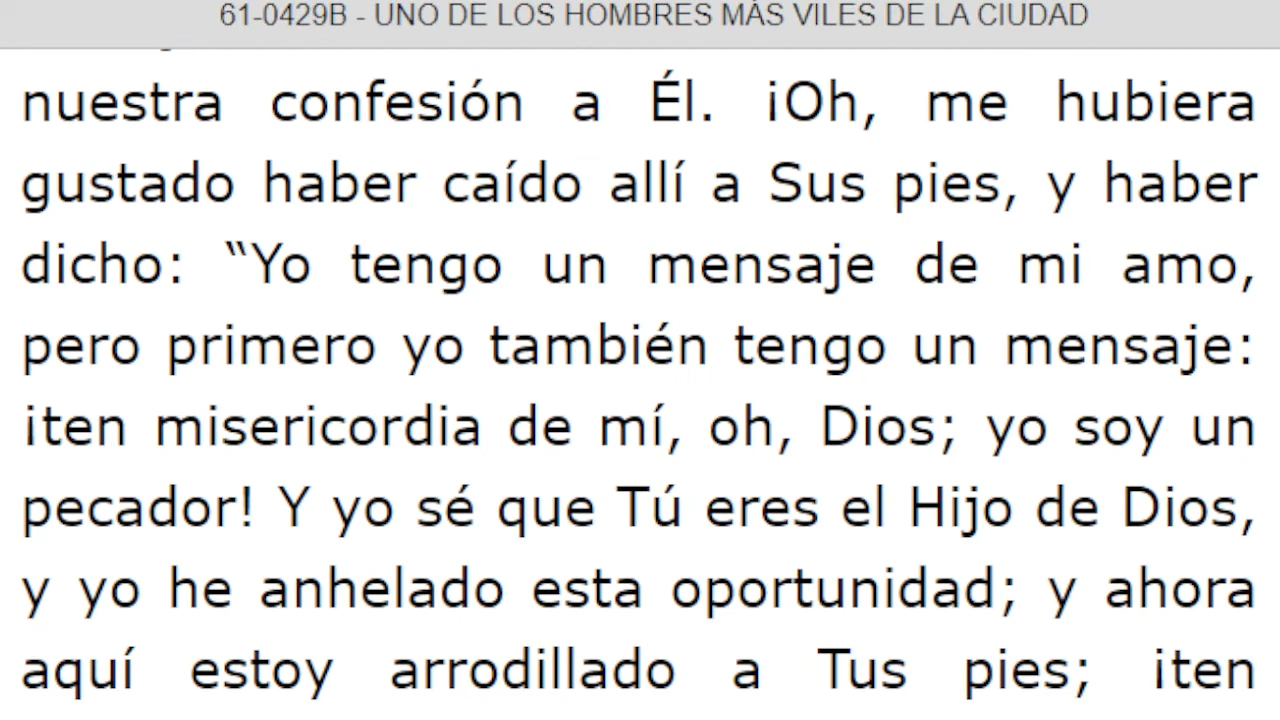 61-0429B - UNO DE LOS HOMBRES MÁS VILES DE LA CIUDAD
nuestra confesión a Él. ¡Oh, me hubiera
gustado haber caído allí a Sus pies, y haber
dicho: “Yo tengo un mensaje de mi amo,
pero primero yo también tengo un mensaje:
¡ten misericordia de mí, oh, Dios; yo soy un
pecador! Y yo sé que Tú eres el Hijo de Dios,
y yo he anhelado esta oportunidad; y ahora
aquí estoy arrodillado a Tus pies; ¡ten